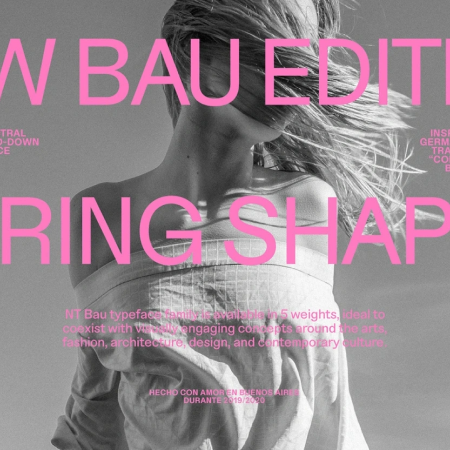 W BAU EDITI
TRAL
-DOWN
CE
INSI
GERMA
TRA
"CO
RING SHAP
NT Bau typeface family is available in 5 weights, ideal to
coexist with visually engaging concepts around the arts,
fashion, architecture, design, and contemporary culture.
HECHO CON AMOR EN BUENOS AIRES
DURANTE 2019/2020